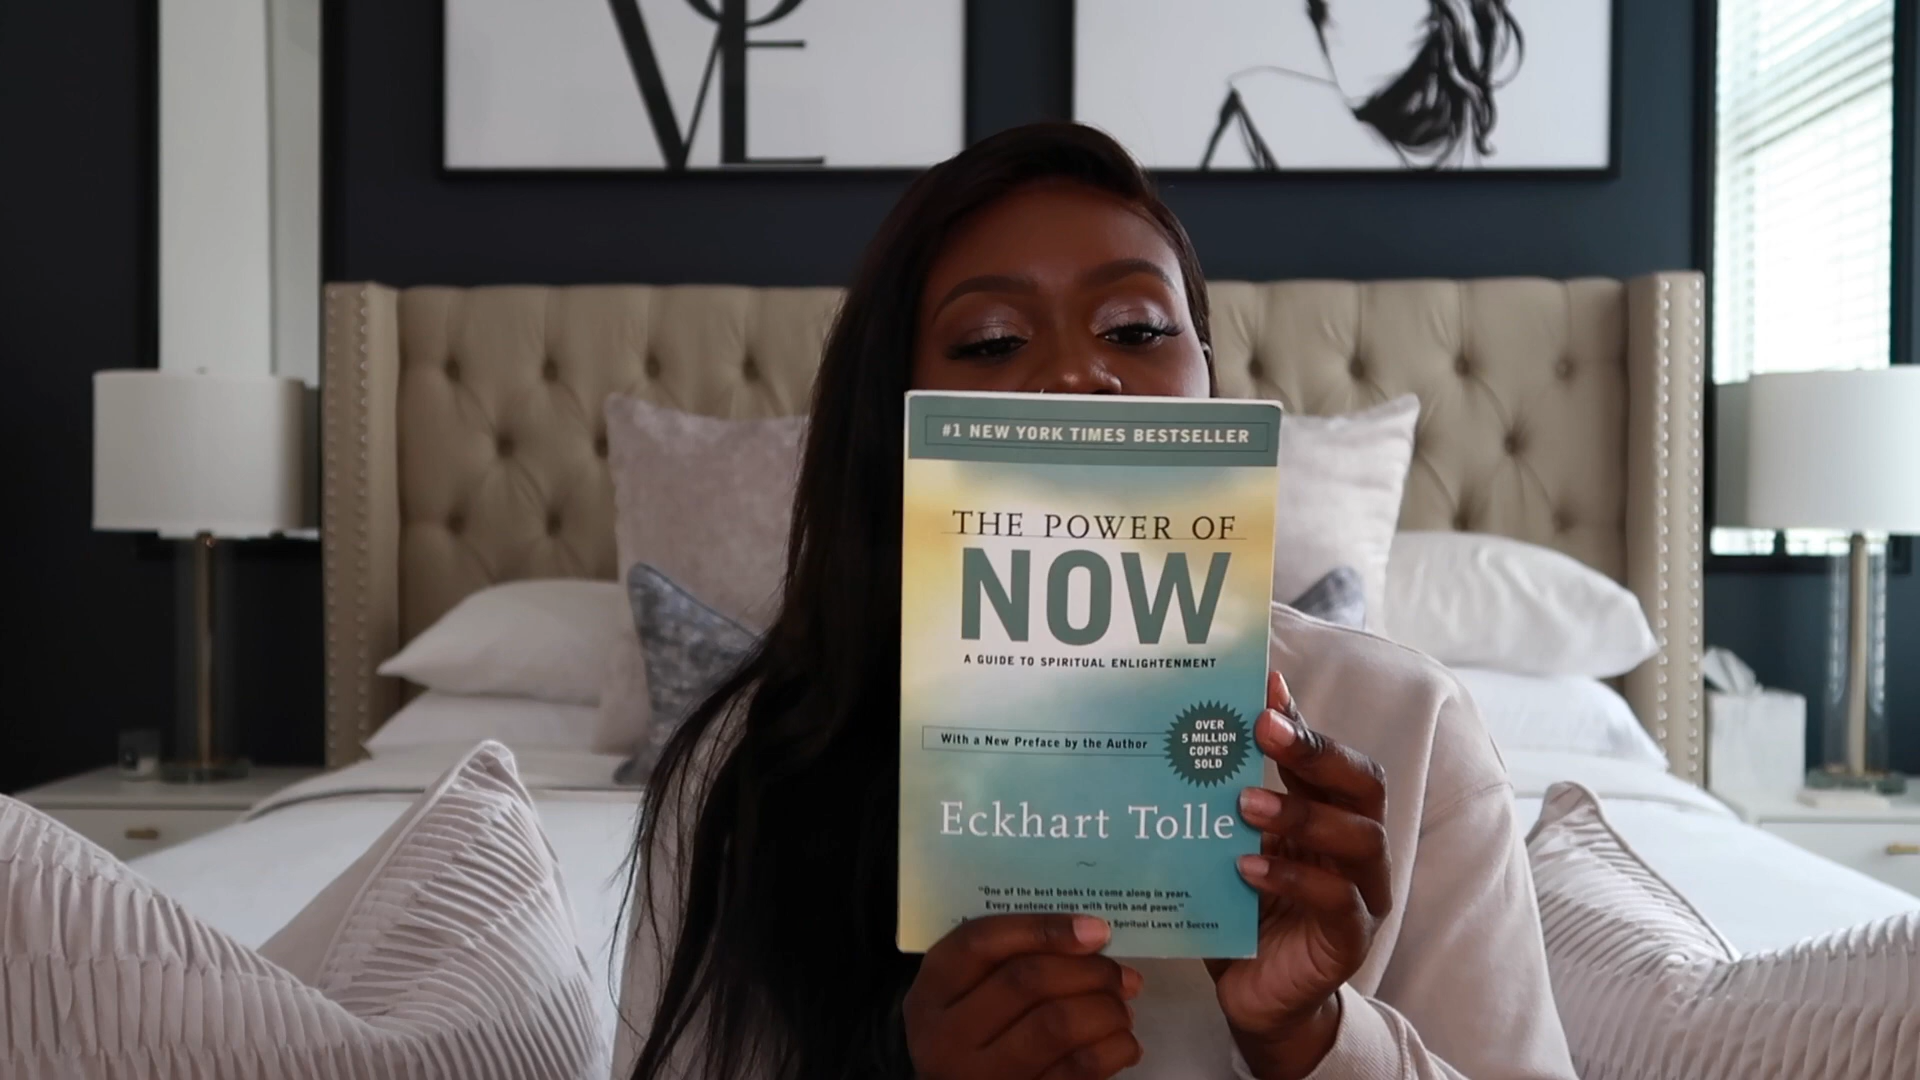 VE
#1 NEW YORK TIMES BESTSELLER
THE POWER OF
NOW
A GUIDE TO SPIRITUAL ENLIGHTENMENT
With a New Preface by the Author
OVER
5 MILLION
COPIES
SOLD
Eckhart Tolle
~
"One of the best books to come along in years.
Every sentence rings with truth and power."
Spiritual Laws of Success